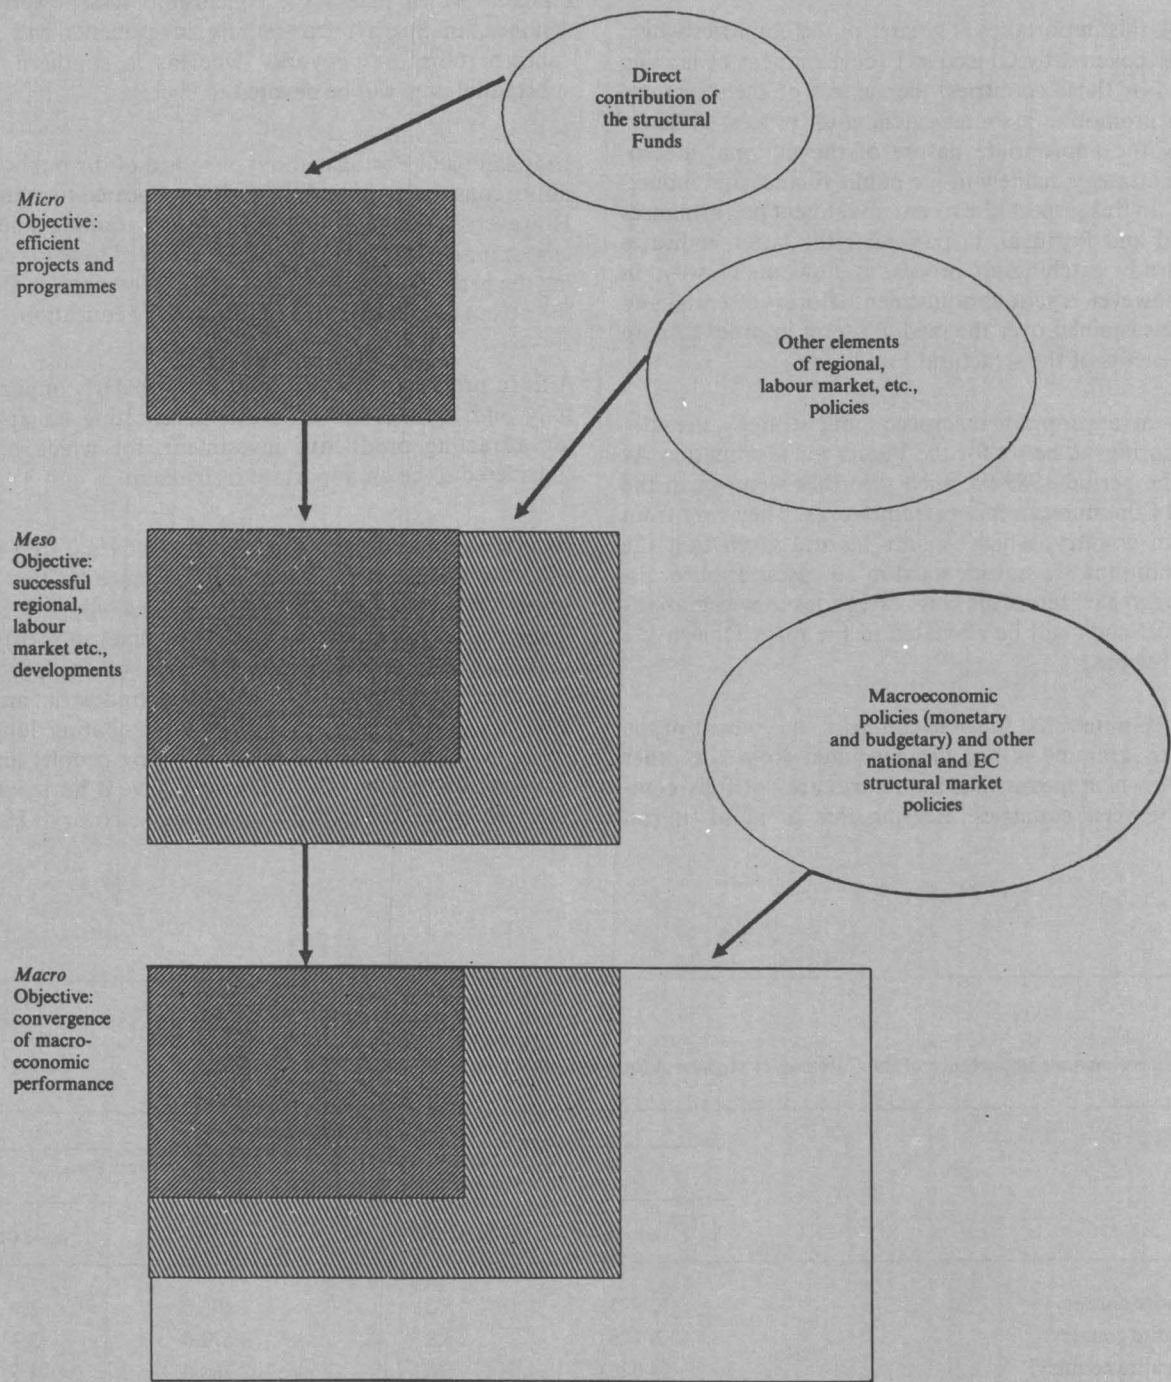 Direct
contribution of
the structural
Funds
Micro
Objective:
efficient
projects and
programmes
Other elements
of regional,
labour market, etc.,
policies
Meso
Objective:
successful
regional,
labour
market etc.,
developments
Macroeconomic
policies (monetary
and budgetary) and other
national and EC
structural market
policies
Macro
Objective:
convergence
of macro-
economic
performance